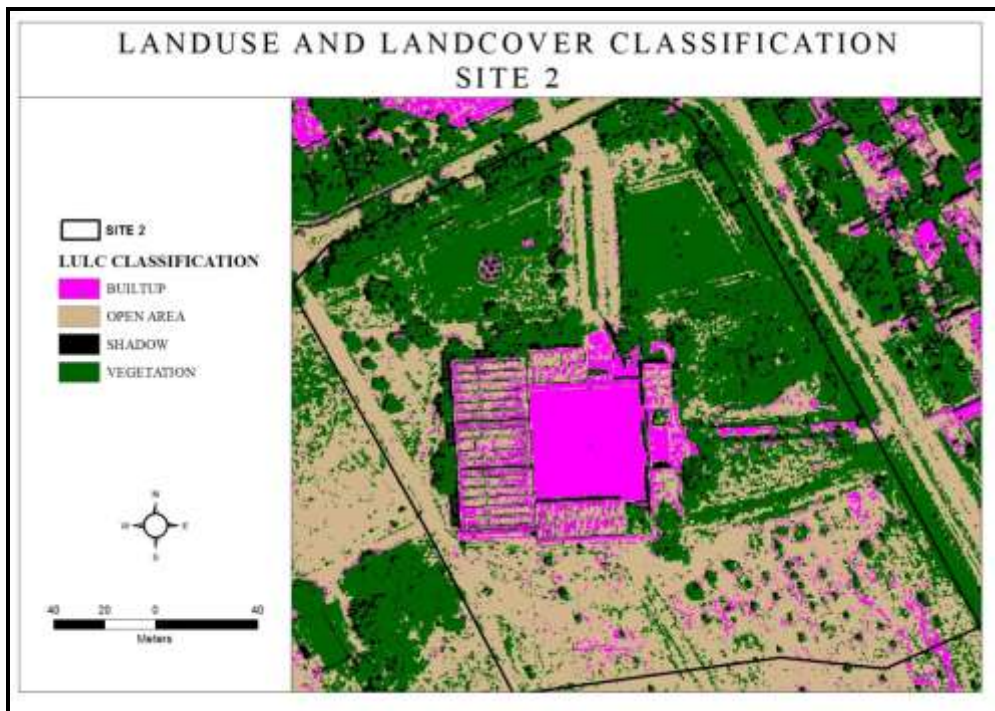 LANDUSE AND LANDCOVER CLASSIFICATION
SITE 2
SITE 2
LULC CLASSIFICATION
BUILTUP
OPEN AREA
SHADOW
VEGETATION
N
W E
S
40 20 0 40
Meters